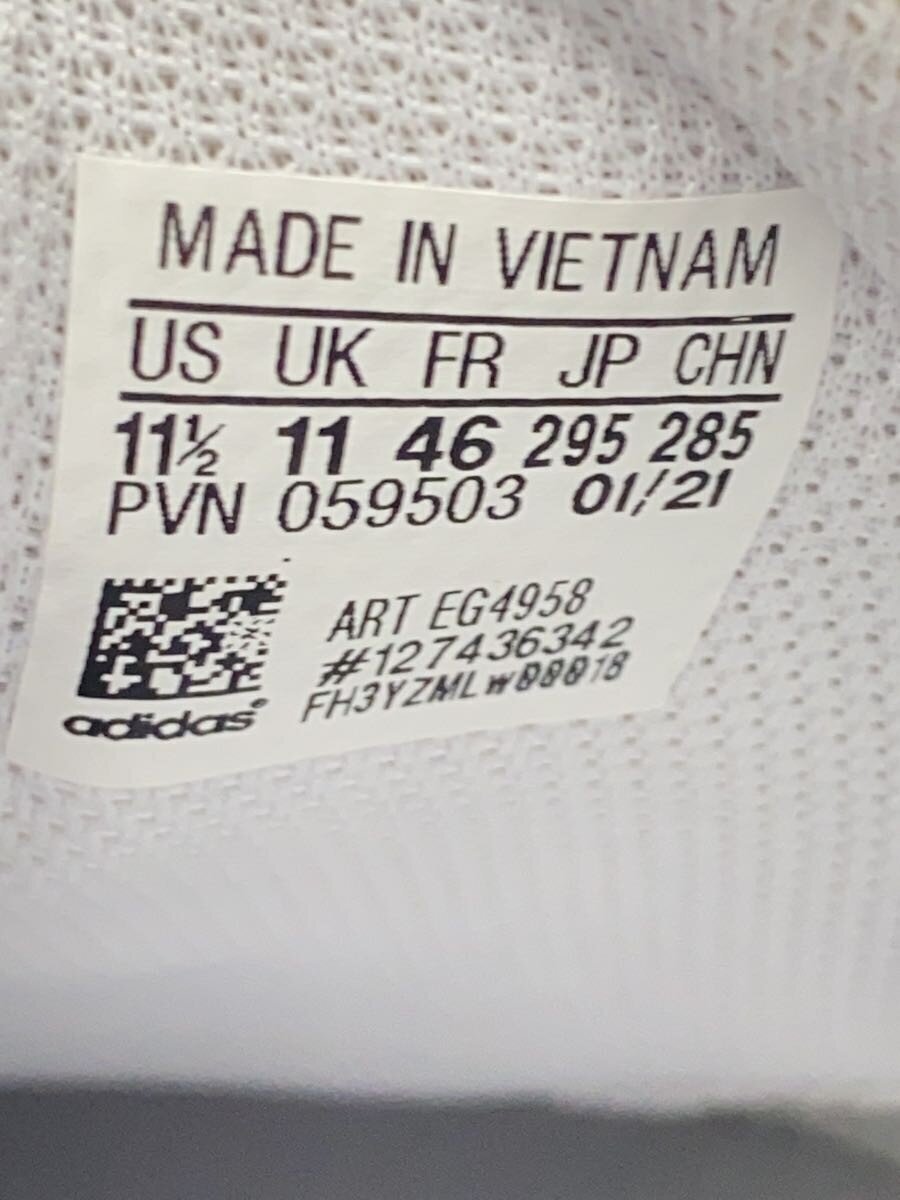 MADE IN VIETNAM
US UK FR JP CHN
11½ 11 46 295 285
PVN 059503 01/21
ART EG4958
#127436342
FH3YZMLW00018
adidas®